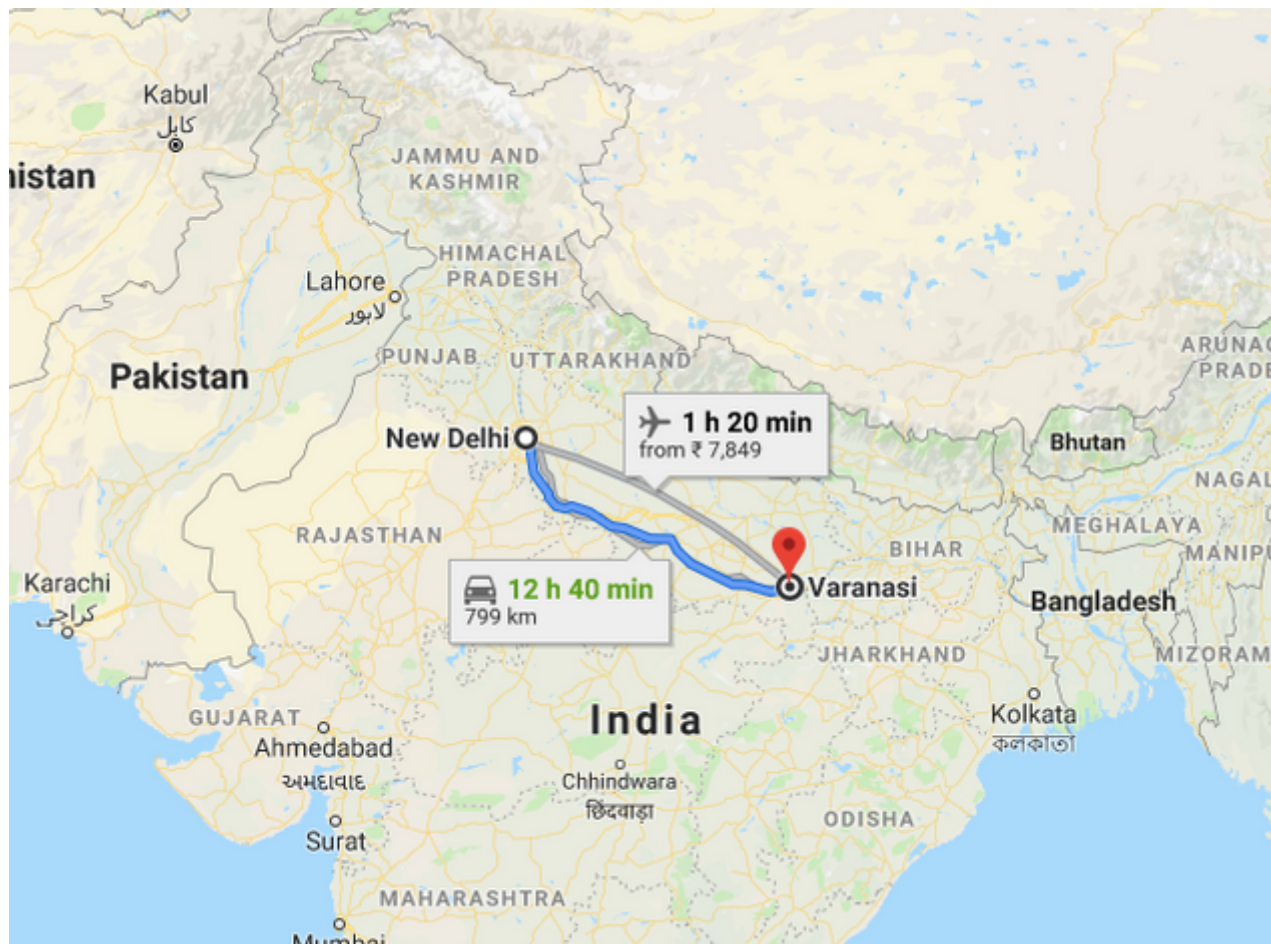 Kabul
کابل
nistan
JAMMU AND
KASHMIR
HIMACHAL
PRADESH
Lahore
لاہور
PUNJAB
UTTARAKHAND
ARUNAC
PRADE
Pakistan
1 h 20 min
from ₹ 7,849
New Delhi
Bhutan
NAGAL
RAJASTHAN
MEGHALAYA
BIHAR
MANIPU
Karachi
کراچی
12 h 40 min
799 km
Varanasi
Bangladesh
JHARKHAND
MIZORAM
GUJARAT
India
Kolkata
কলকাতা
Ahmedabad
અમદાવાદ
Chhindwara
छिंदवाड़ा
Surat
ODISHA
MAHARASHTRA
Mumbai